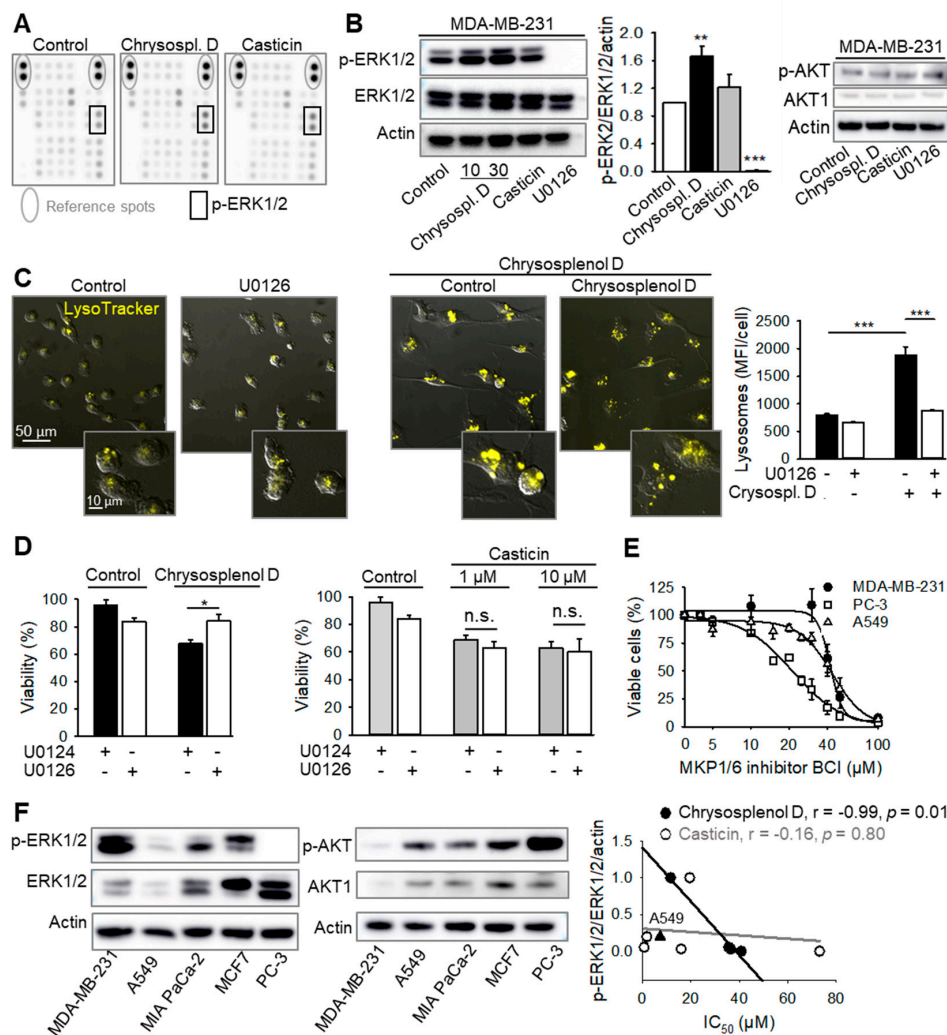 A
Control
Chrysospl. D
Casticin
Reference spots
p-ERK1/2
B
MDA-MB-231
p-ERK1/2
ERK1/2
Actin
Control
10 30
Chrysospl. D
Casticin
U0126
p-ERK2/ERK1/2/actin
2.0
1.6
1.2
0.8
0.4
0.0
**
***
Control
Chrysospl. D
Casticin
U0126
MDA-MB-231
p-AKT
AKT1
Actin
Control
Chrysospl. D
Casticin
U0126
C
Control
U0126
Chrysosplenol D
Control
Chrysosplenol D
LysoTracker
50 µm
10 µm
Lysosomes (MFI/cell)
2500
2000
1500
1000
500
0
***
***
U0126 - + - +
Crysospl. D - - + +
D
Control
Chrysosplenol D
Viability (%)
100
80
60
40
20
0
*
U0124 + - + -
U0126 - + - +
Casticin
Control
1 µM
10 µM
Viability (%)
100
80
60
40
20
0
n.s.
n.s.
U0124 + - + - + -
U0126 - + - + - +
E
MDA-MB-231
PC-3
A549
Viable cells (%)
125
100
75
50
25
0
0 5 10 20 40 100
MKP1/6 inhibitor BCI (µM)
F
p-ERK1/2
ERK1/2
Actin
MDA-MB-231
A549
MIA PaCa-2
MCF7
PC-3
p-AKT
AKT1
Actin
MDA-MB-231
A549
MIA PaCa-2
MCF7
PC-3
Chrysosplenol D, r = -0.99, p = 0.01
Casticin, r = -0.16, p = 0.80
p-ERK1/2/ERK1/2/actin
1.5
1.0
0.5
0.0
A549
0 20 40 60 80
IC50 (µM)